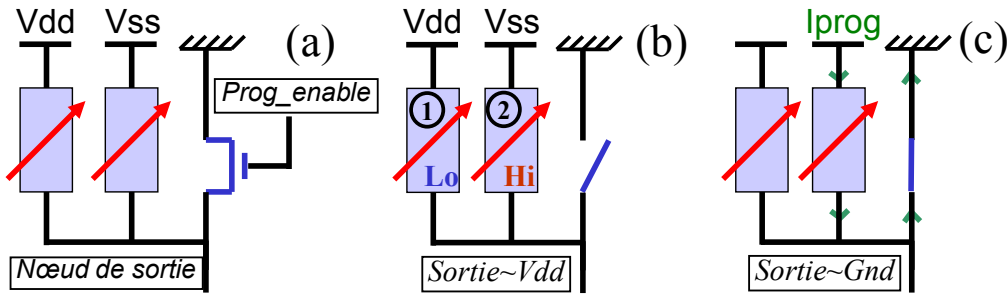 Vdd Vss (a)
Prog_enable
Nœud de sortie
Vdd Vss (b)
1 2
Lo Hi
Sortie~Vdd
Iprog (c)
Sortie~Gnd